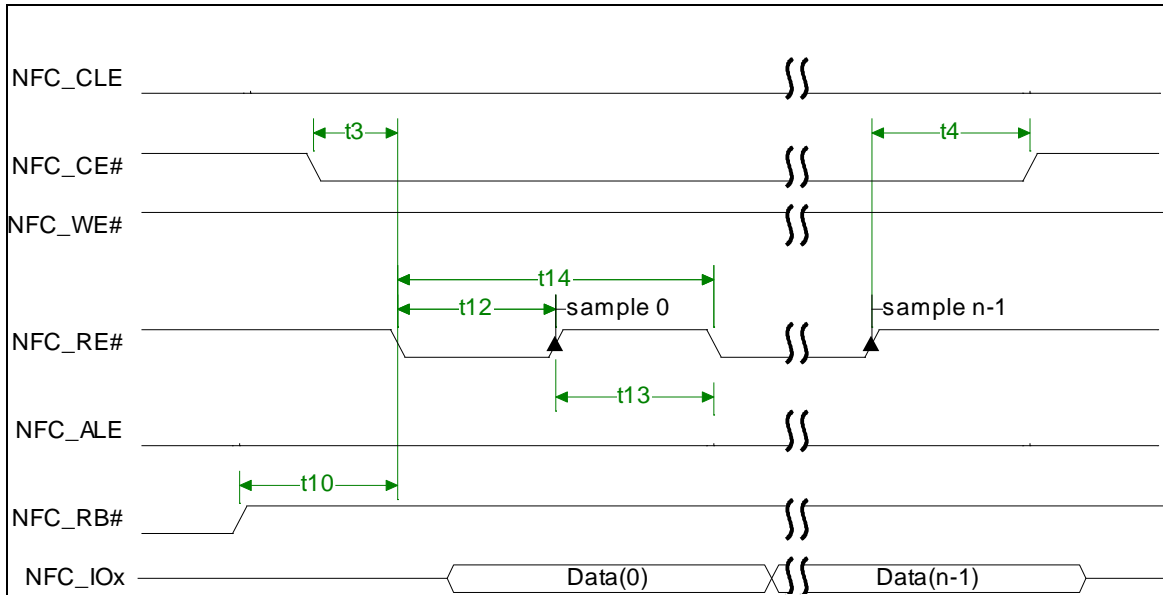 NFC_CLE
t3
t4
NFC_CE#
NFC_WE#
t14
t12
sample 0
sample n-1
NFC_RE#
t13
NFC_ALE
t10
NFC_RB#
NFC_IOx
Data(0)
Data(n-1)